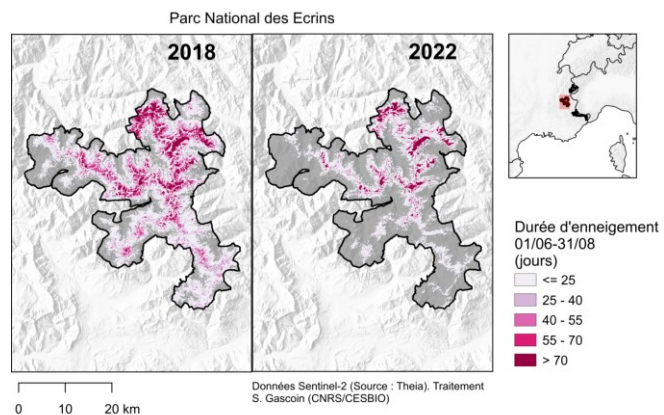 Parc National des Ecrins
2018
2022
Durée d'enneigement
01/06-31/08
(jours)
<= 25
25 - 40
40 - 55
55 - 70
> 70
0 10 20 km
Données Sentinel-2 (Source : Theia). Traitement
S. Gascoin (CNRS/CESBIO)